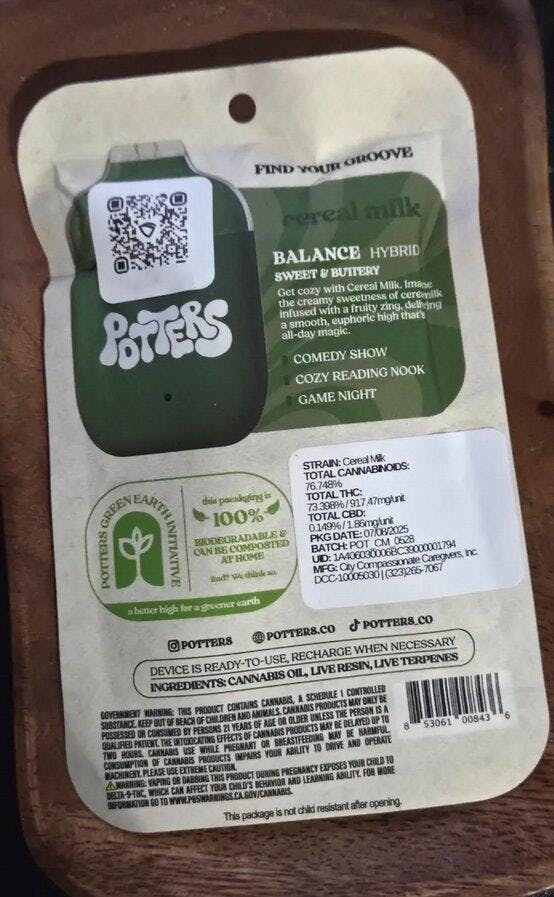 FIND YOUR GROOVE
cereal milk
BALANCE HYBRID
SWEET & BUTTERY
Get cozy with Cereal Milk. Imagine
the creamy sweetness of cereal milk
infused with a fruity zing, delivering
a smooth, euphoric high that's
all-day magic.
COMEDY SHOW
COZY READING NOOK
GAME NIGHT
POTTERS
POTTERS GREEN EARTH INITIATIVE
this pacakging is
100%
BIODEGRADABLE &
CAN BE COMPOSTED
AT HOME
Rad? We think so.
a better high for a greener earth
STRAIN: Cereal Milk
TOTAL CANNABINOIDS:
76.748%
TOTAL THC:
73.398% / 917.47mg/unit
TOTAL CBD:
0.149% / 1.86mg/unit
PKG DATE: 07/08/2025
BATCH: POT_CM_0528
UID: 1A406030006BC39000001794
MFG: City Compassionate Caregivers, Inc.
DCC-10005030 | (323)265-7067
POTTERS POTTERS.CO POTTERS.CO
DEVICE IS READY-TO-USE, RECHARGE WHEN NECESSARY
INGREDIENTS: CANNABIS OIL, LIVE RESIN, LIVE TERPENES
GOVERNMENT WARNING: THIS PRODUCT CONTAINS CANNABIS, A SCHEDULE I CONTROLLED
SUBSTANCE. KEEP OUT OF REACH OF CHILDREN AND ANIMALS. CANNABIS PRODUCTS MAY ONLY BE
POSSESSED OR CONSUMED BY PERSONS 21 YEARS OF AGE OR OLDER UNLESS THE PERSON IS A
QUALIFIED PATIENT. THE INTOXICATING EFFECTS OF CANNABIS PRODUCTS MAY BE DELAYED UP TO
TWO HOURS. CANNABIS USE WHILE PREGNANT OR BREASTFEEDING MAY BE HARMFUL.
CONSUMPTION OF CANNABIS PRODUCTS IMPAIRS YOUR ABILITY TO DRIVE AND OPERATE
MACHINERY. PLEASE USE EXTREME CAUTION.
WARNING: VAPING OR DABBING THIS PRODUCT DURING PREGNANCY EXPOSES YOUR CHILD TO
DELTA-9-THC, WHICH CAN AFFECT YOUR CHILD'S BEHAVIOR AND LEARNING ABILITY. FOR MORE
INFORMATION GO TO WWW.P65WARNINGS.CA.GOV/CANNABIS.
8 53061 00843 6
This package is not child resistant after opening.